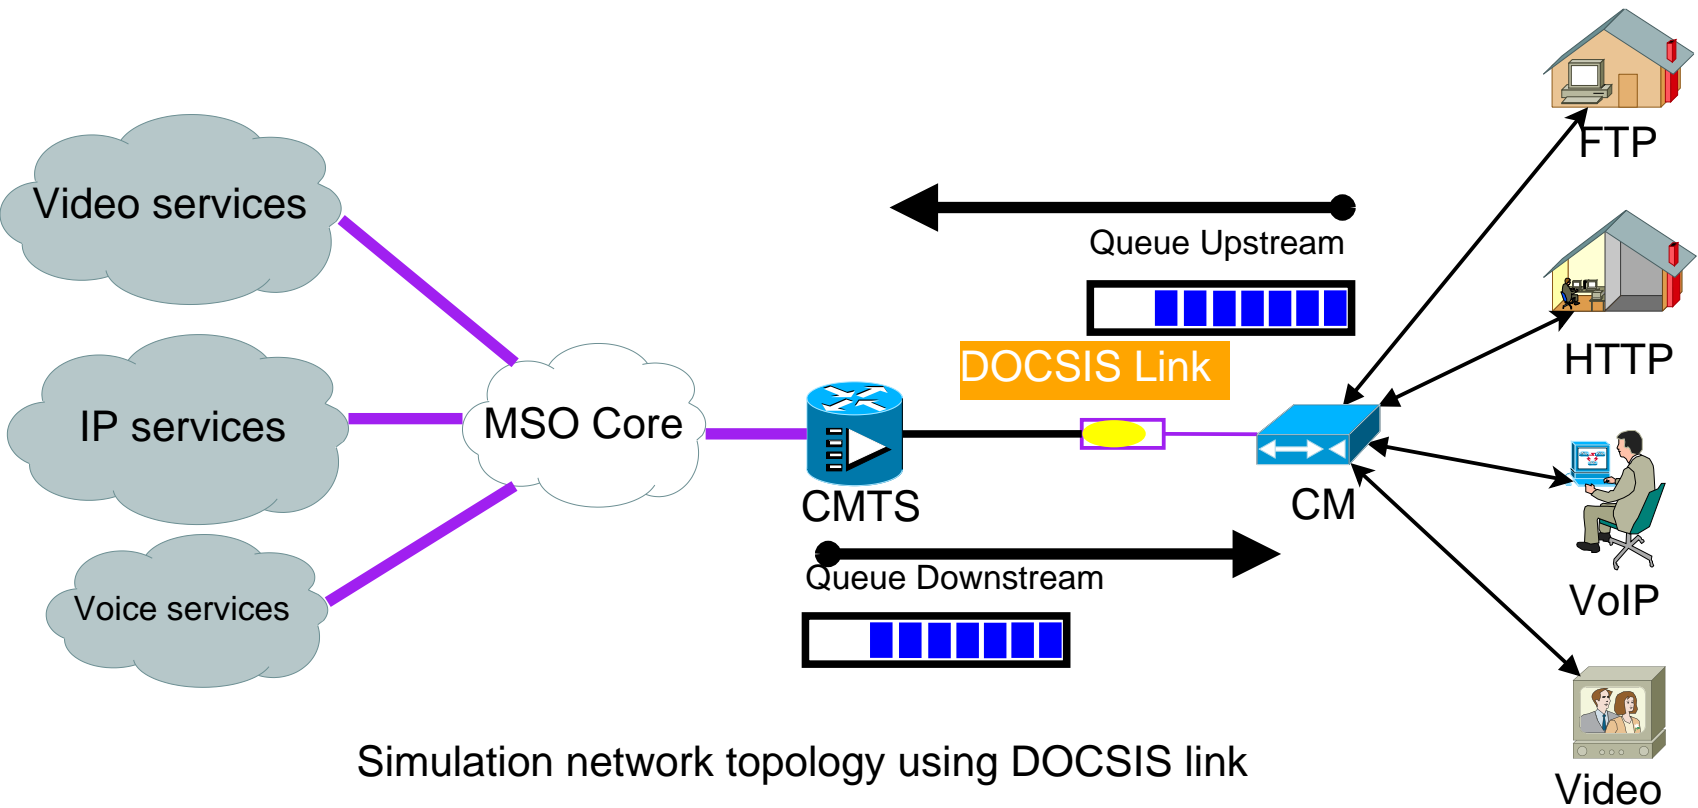 FTP
Video services
Queue Upstream
HTTP
DOCSIS Link
IP services
MSO Core
CMTS
CM
Queue Downstream
VoIP
Voice services
Simulation network topology using DOCSIS link
Video